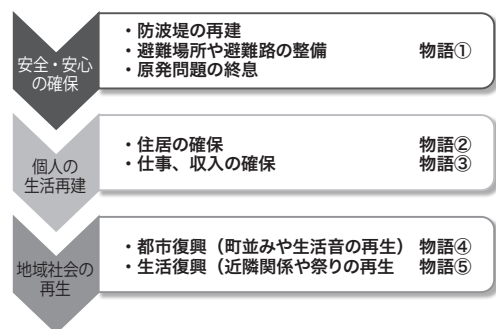 安全・安心
の確保
・防波堤の再建
・避難場所や避難路の整備 物語①
・原発問題の終息
個人の
生活再建
・住居の確保 物語②
・仕事、収入の確保 物語③
地域社会の
再生
・都市復興（町並みや生活音の再生） 物語④
・生活復興（近隣関係や祭りの再生 物語⑤